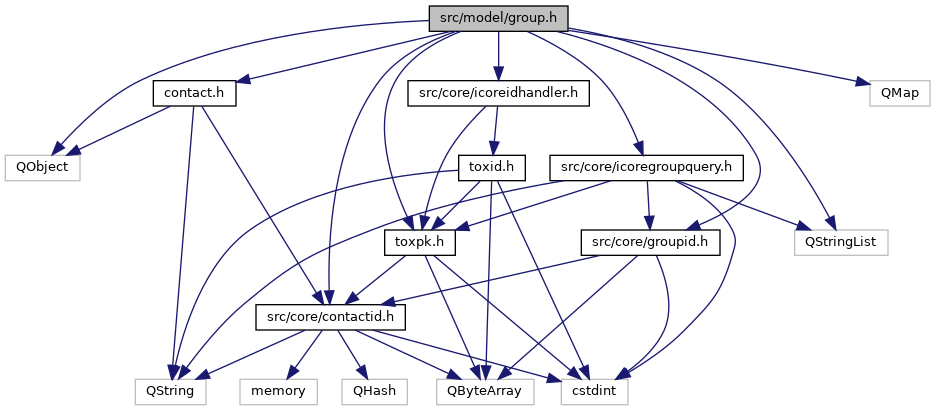 src/model/group.h
contact.h
src/core/icoreidhandler.h
QMap
QObject
toxid.h
src/core/icoregroupquery.h
toxpk.h
src/core/groupid.h
QStringList
src/core/contactid.h
QString
memory
QHash
QByteArray
cstdint